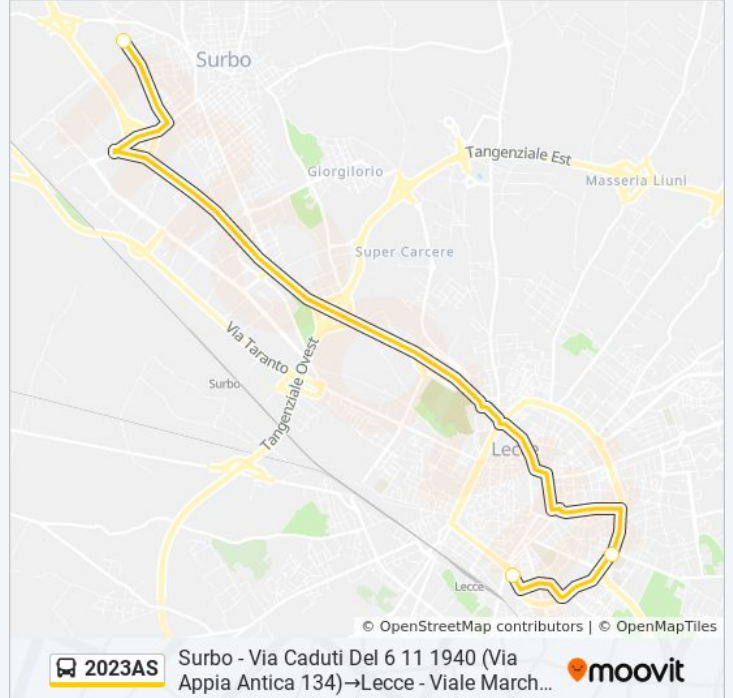 Surbo
Tangenziale Est
Giorgilorio
Masseria Liuni
Super Carcere
Via Taranto
Surbo
Tangenziale Ovest
Lecce
Lecce
© OpenStreetMap contributors | © OpenMapTiles
2023AS
Surbo - Via Caduti Del 6 11 1940 (Via
Appia Antica 134)→Lecce - Viale March...
moovit